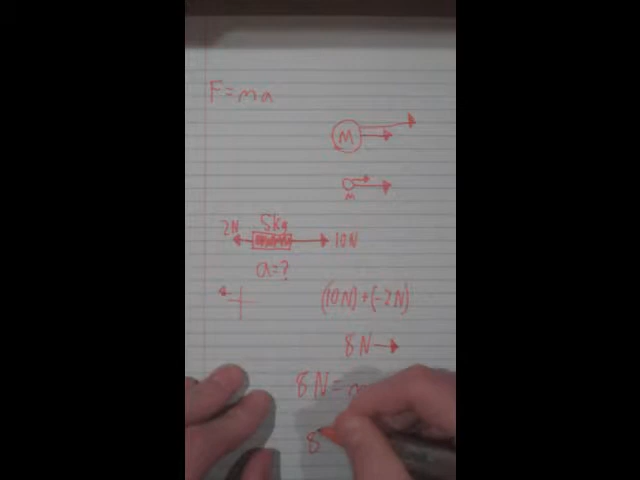 F=ma
M
m
5kg
2N 10N
a=?
(10N)+(-2N)
8N
8N=m
8